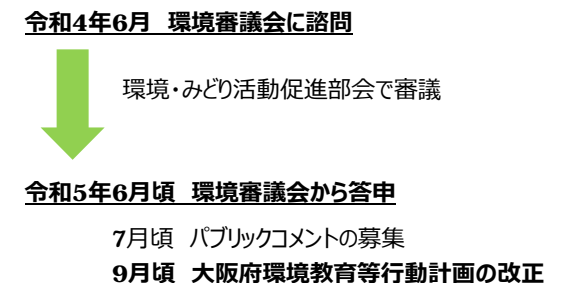 令和4年6月　環境審議会に諮問
環境・みどり活動促進部会で審議
令和5年6月頃　環境審議会から答申
7月頃　パブリックコメントの募集
9月頃　大阪府環境教育等行動計画の改正